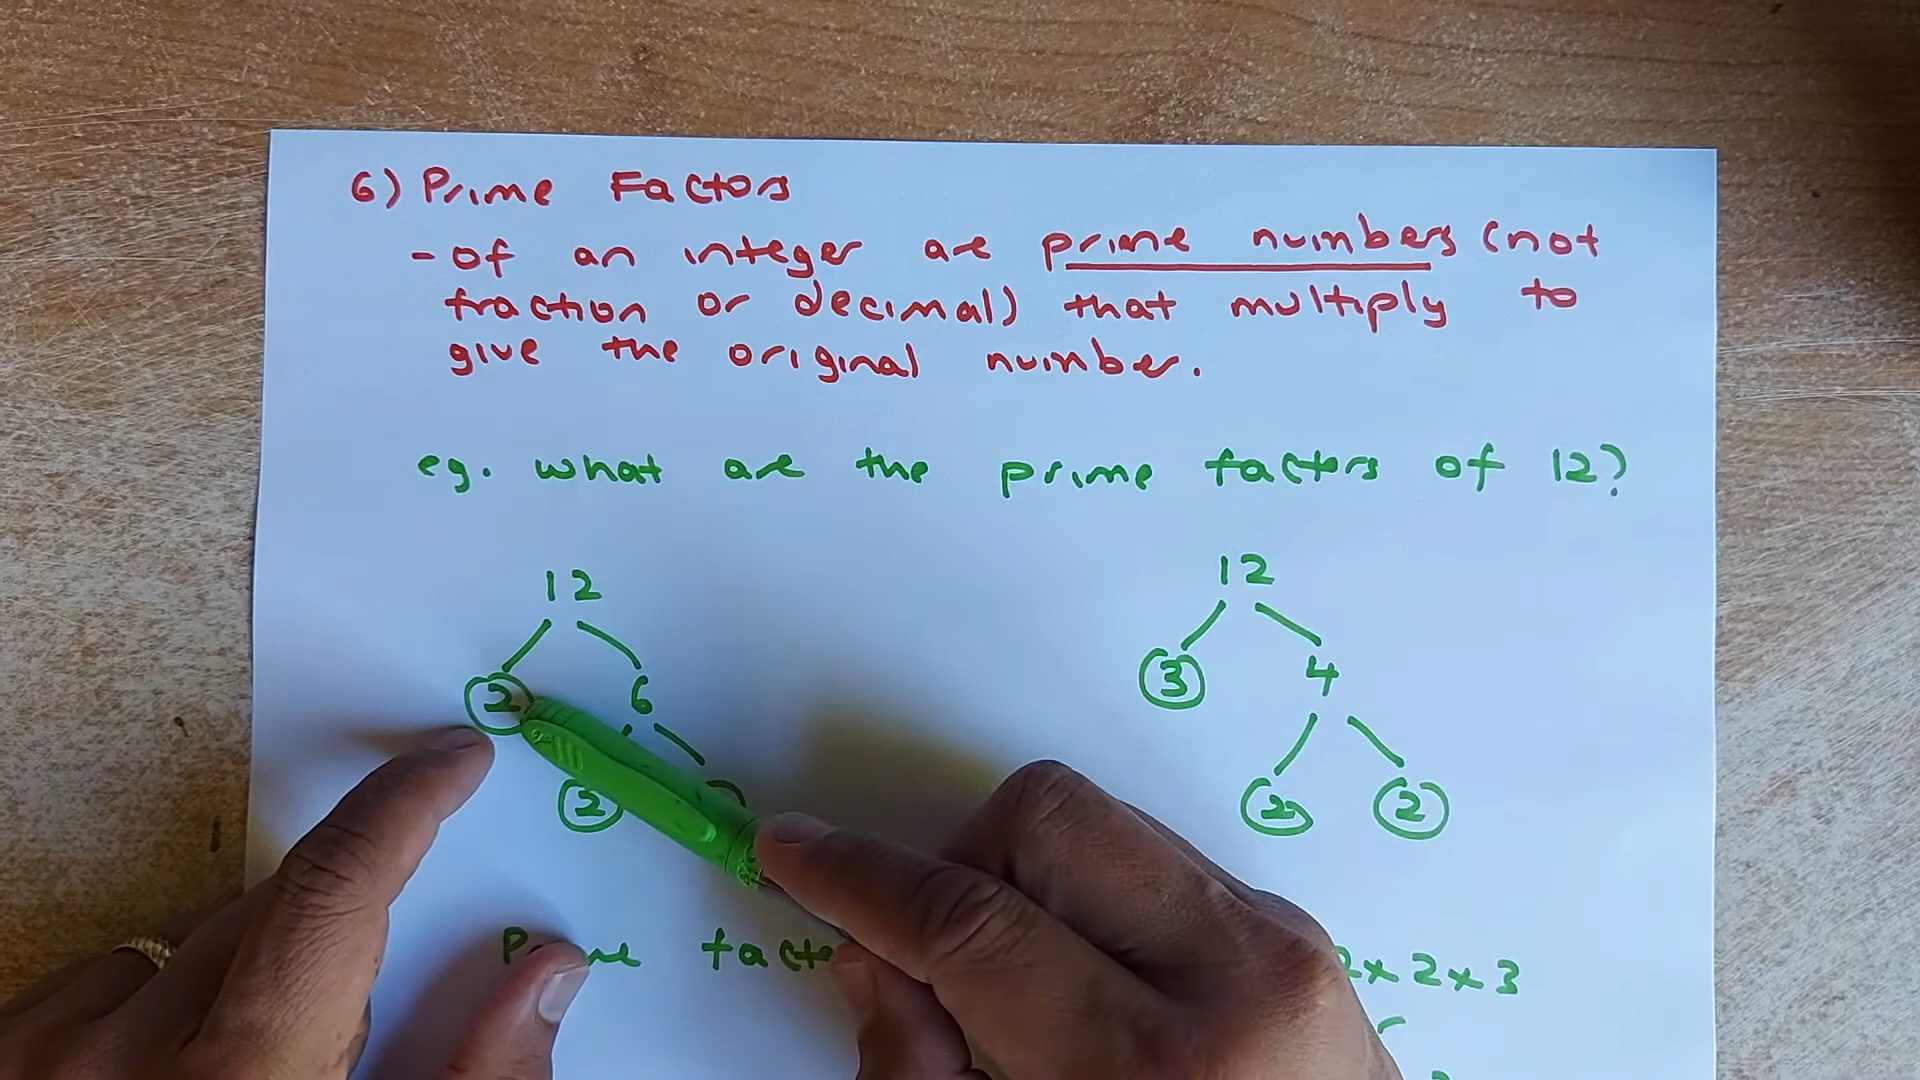 6) Prime Factors
- of an integer are prime numbers (not
fraction or decimal) that multiply to
give the original number.
eg. what are the prime factors of 12?
12 12
2 6 3 4
2 2 2
2 x 2 x 3